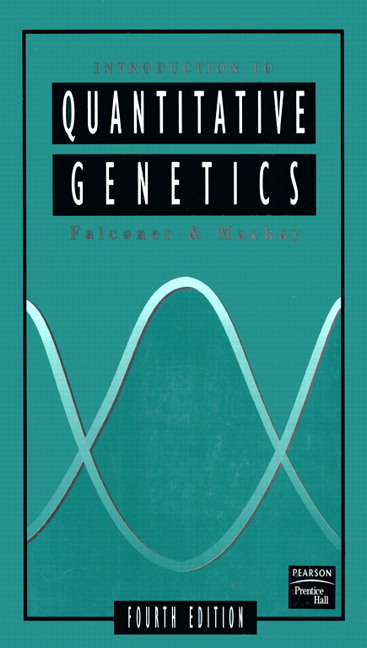 INTRODUCTION TO
QUANTITATIVE
GENETICS
Falconer & Mackay
PEARSON
Prentice
Hall
FOURTH EDITION